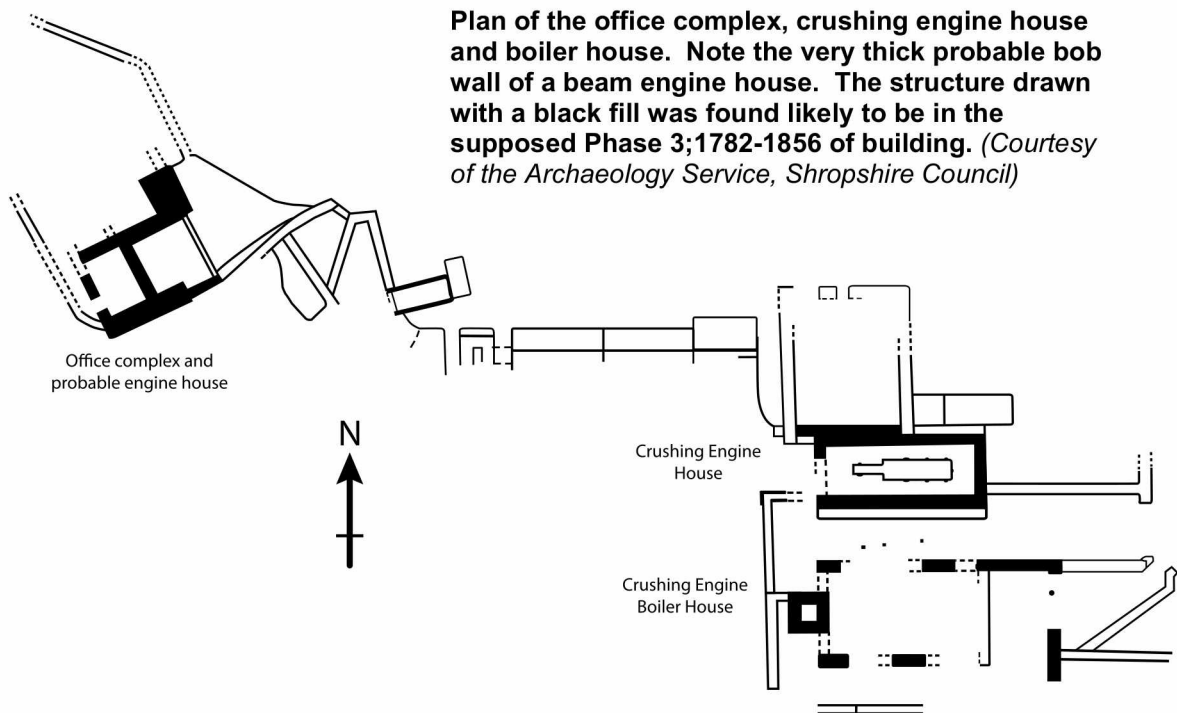 Plan of the office complex, crushing engine house
and boiler house.  Note the very thick probable bob
wall of a beam engine house.  The structure drawn
with a black fill was found likely to be in the
supposed Phase 3;1782-1856 of building. (Courtesy
of the Archaeology Service, Shropshire Council)
Office complex and
probable engine house
N
Crushing Engine
House
Crushing Engine
Boiler House